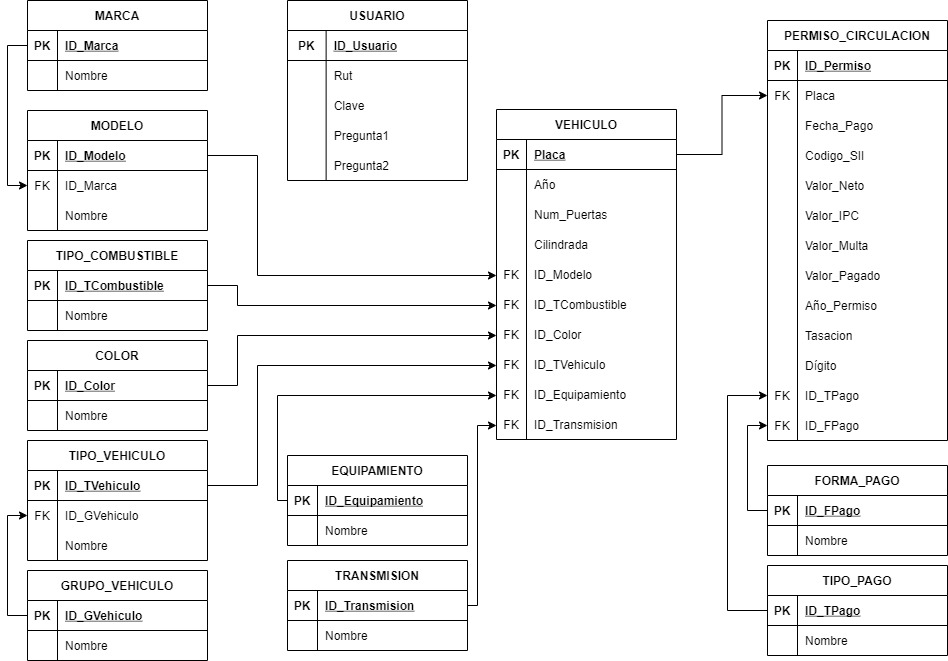 MARCA
PK ID_Marca
Nombre
MODELO
PK ID_Modelo
FK ID_Marca
Nombre
TIPO_COMBUSTIBLE
PK ID_TCombustible
Nombre
COLOR
PK ID_Color
Nombre
TIPO_VEHICULO
PK ID_TVehiculo
FK ID_GVehiculo
Nombre
GRUPO_VEHICULO
PK ID_GVehiculo
Nombre
USUARIO
PK ID_Usuario
Rut
Clave
Pregunta1
Pregunta2
EQUIPAMIENTO
PK ID_Equipamiento
Nombre
TRANSMISION
PK ID_Transmision
Nombre
VEHICULO
PK Placa
Año
Num_Puertas
Cilindrada
FK ID_Modelo
FK ID_TCombustible
FK ID_Color
FK ID_TVehiculo
FK ID_Equipamiento
FK ID_Transmision
PERMISO_CIRCULACION
PK ID_Permiso
FK Placa
Fecha_Pago
Codigo_SII
Valor_Neto
Valor_IPC
Valor_Multa
Valor_Pagado
Año_Permiso
Tasacion
Dígito
FK ID_TPago
FK ID_FPago
FORMA_PAGO
PK ID_FPago
Nombre
TIPO_PAGO
PK ID_TPago
Nombre